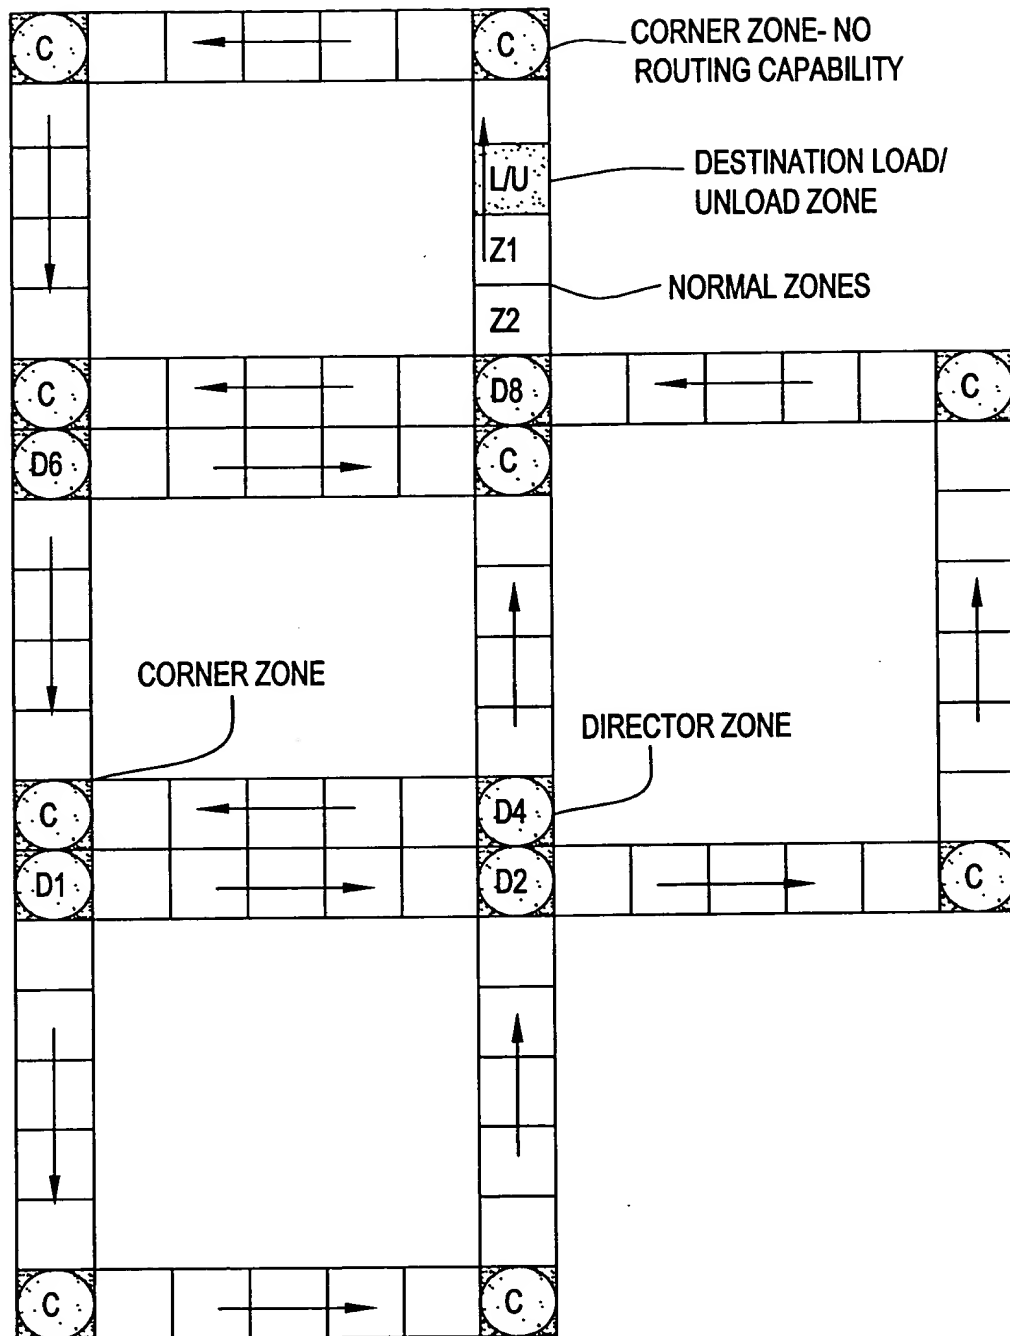 C
C
CORNER ZONE- NO
ROUTING CAPABILITY
L/U
DESTINATION LOAD/
UNLOAD ZONE
Z1
NORMAL ZONES
Z2
C
D8
C
D6
C
CORNER ZONE
DIRECTOR ZONE
C
D4
D1
D2
C
C
C